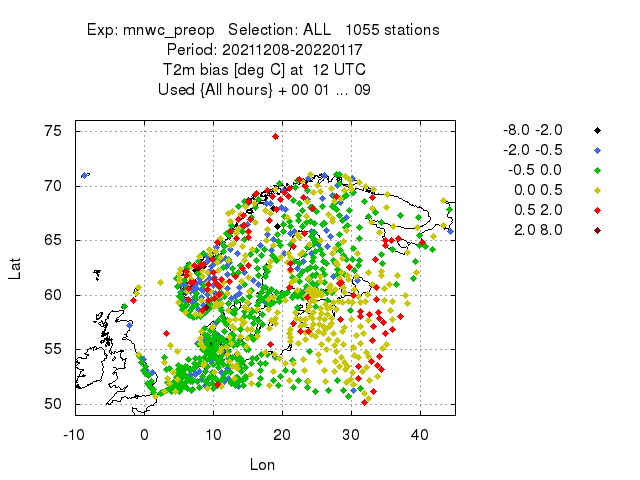 Exp: mnwc_preop Selection: ALL 1055 stations
Period: 20211208-20220117
T2m bias [deg C] at 12 UTC
Used {All hours} + 00 01 ... 09
75
70
65
60
55
50
Lat
-10 0 10 20 30 40
Lon
-8.0 -2.0
-2.0 -0.5
-0.5 0.0
0.0 0.5
0.5 2.0
2.0 8.0